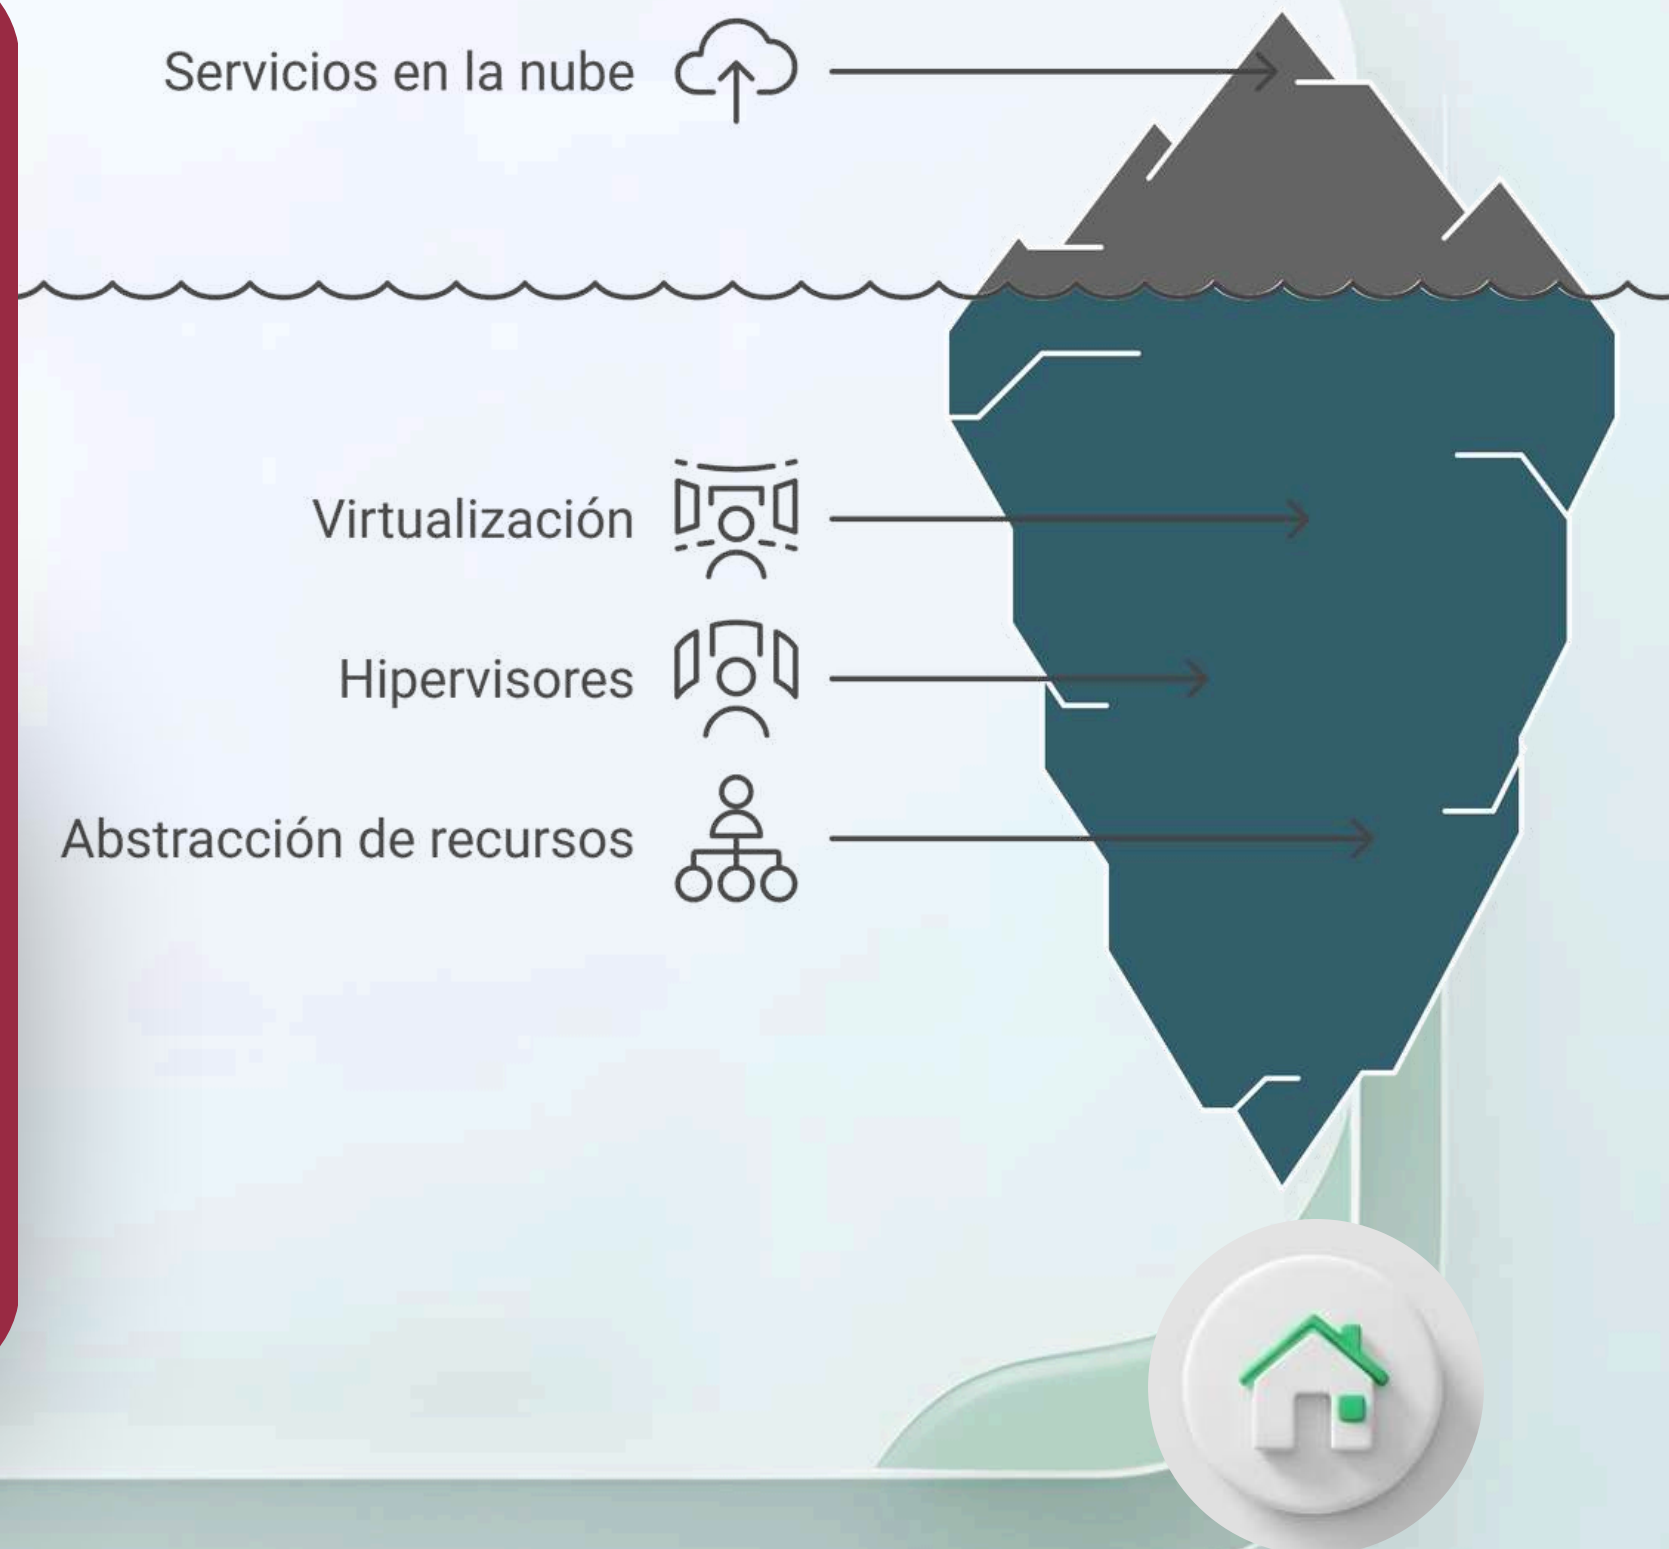 Servicios en la nube
Virtualización
Hipervisores
Abstracción de recursos